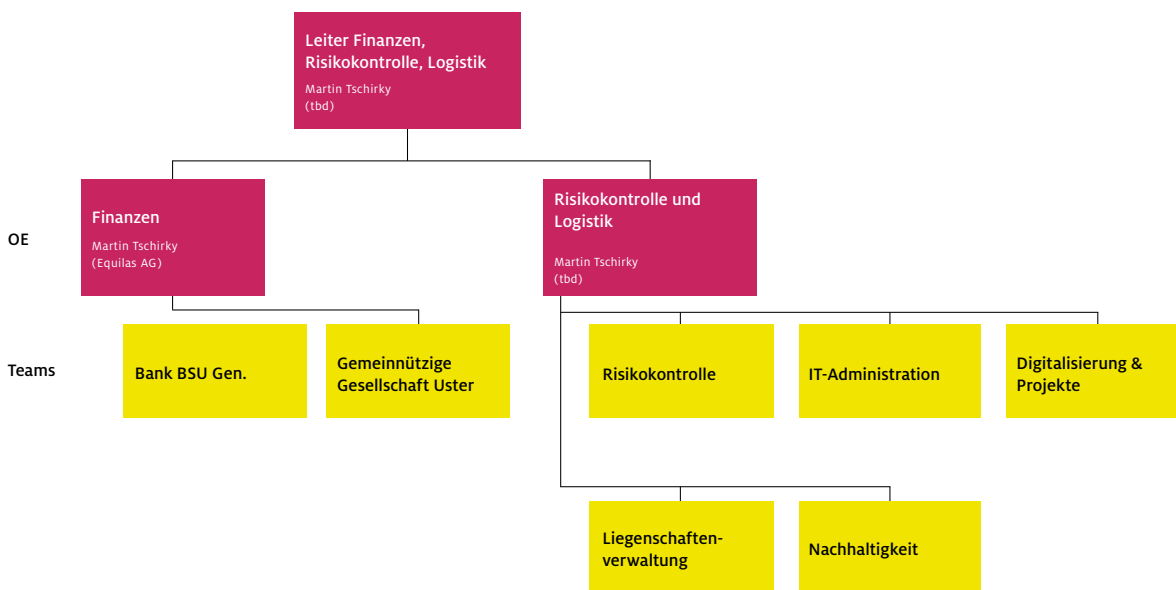 Leiter Finanzen,
Risikokontrolle, Logistik
Martin Tschirky
(tbd)
OE
Finanzen
Martin Tschirky
(Equilas AG)
Risikokontrolle und
Logistik
Martin Tschirky
(tbd)
Teams
Bank BSU Gen.
Gemeinnützige
Gesellschaft Uster
Risikokontrolle
IT-Administration
Digitalisierung &
Projekte
Liegenschaften-
verwaltung
Nachhaltigkeit